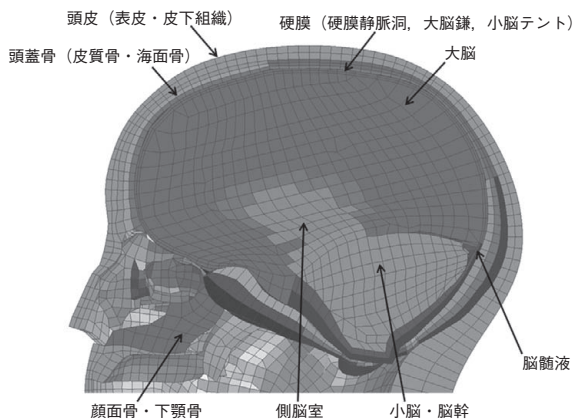 頭皮（表皮・皮下組織）
硬膜（硬膜静脈洞，大脳鎌，小脳テント）
頭蓋骨（皮質骨・海面骨）
大脳
脳髄液
顔面骨・下顎骨
側脳室
小脳・脳幹